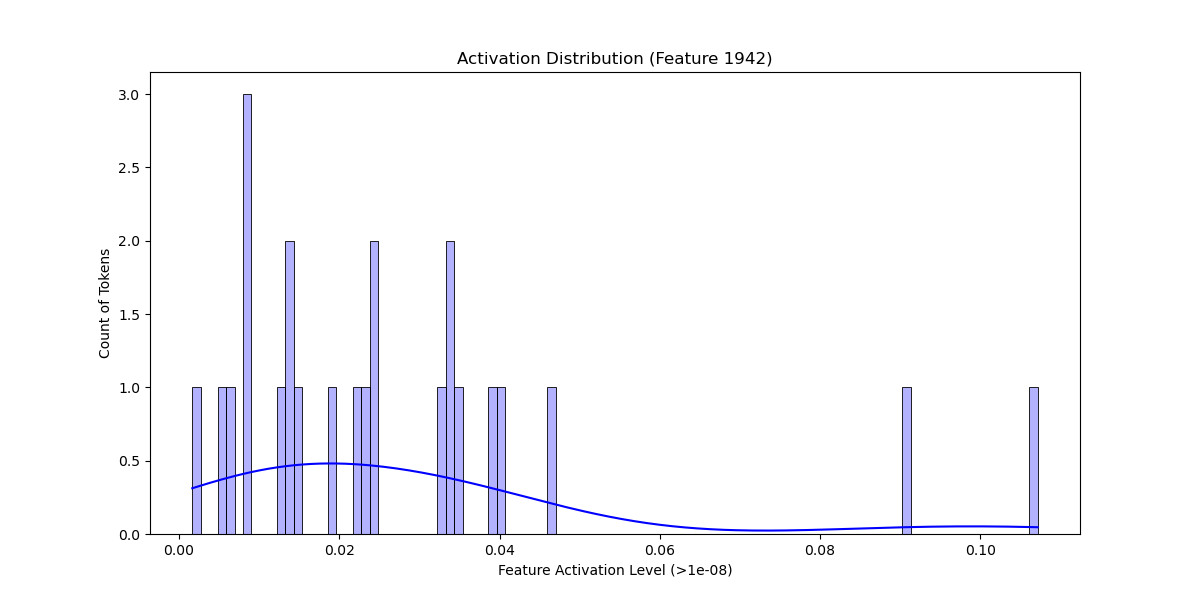 Activation Distribution (Feature 1942)
3.0
2.5
2.0
1.5
1.0
0.5
0.0
Count of Tokens
0.00 0.02 0.04 0.06 0.08 0.10
Feature Activation Level (>1e-08)